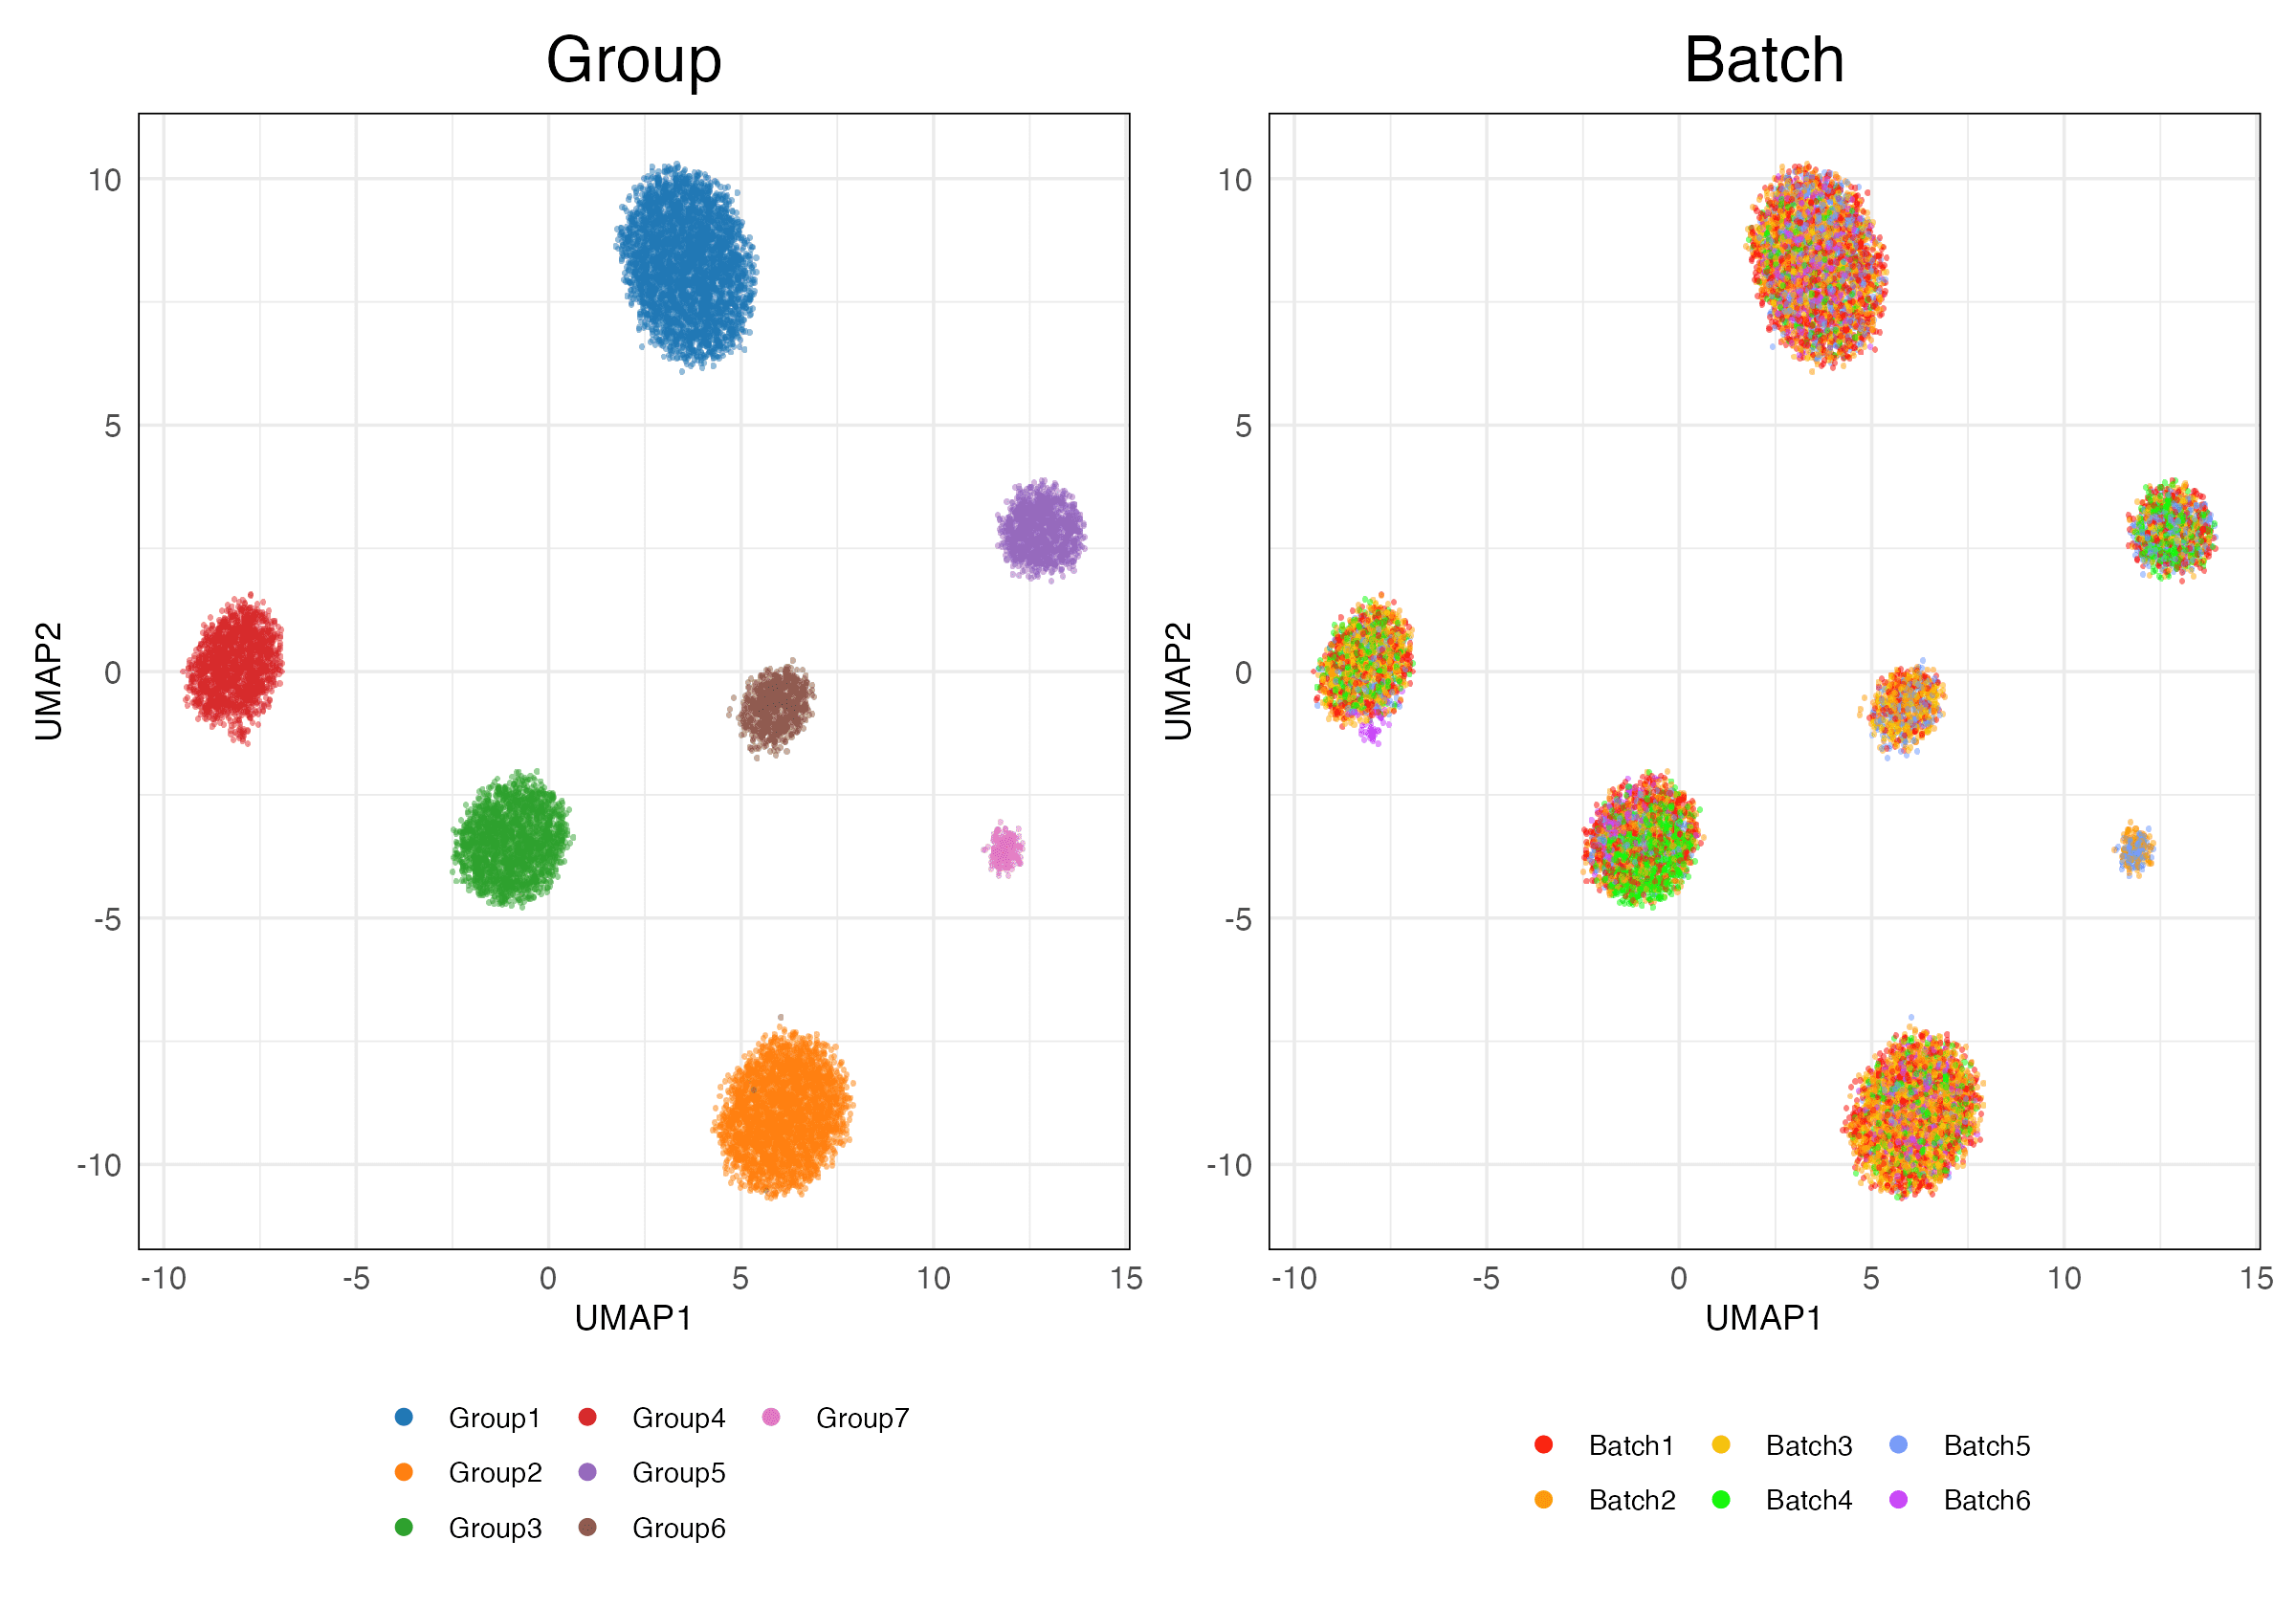 Group
Batch
10
5
0
-5
-10
UMAP2
-10 -5 0 5 10 15
UMAP1
10
5
0
-5
-10
UMAP2
-10 -5 0 5 10 15
UMAP1
Group1 Group4 Group7
Group2 Group5
Group3 Group6
Batch1 Batch3 Batch5
Batch2 Batch4 Batch6